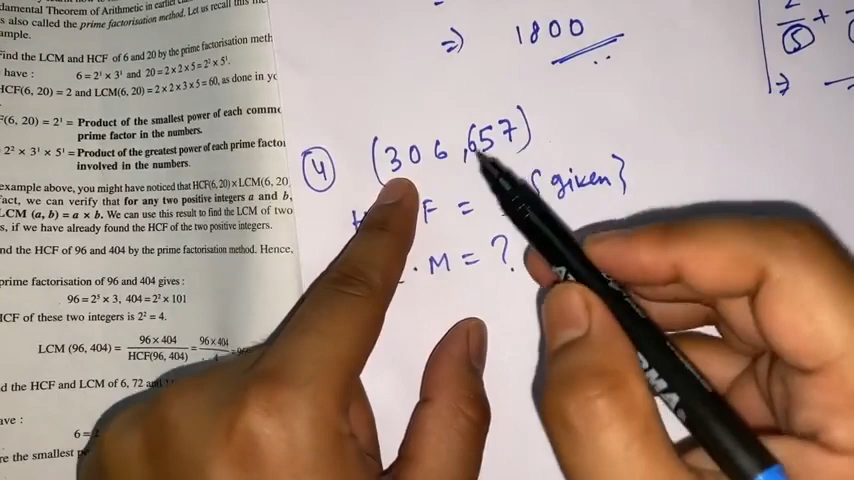 damental Theorem of Arithmetic in earlier
s also called the prime factorisation method. Let us recall this
ample.
Find the LCM and HCF of 6 and 20 by the prime factorisation meth
have : 6 = 2¹ × 3¹ and 20 = 2 × 2 × 5 = 2² × 5¹.
HCF(6, 20) = 2 and LCM(6, 20) = 2 × 2 × 3 × 5 = 60, as done in yo
F(6, 20) = 2¹ = Product of the smallest power of each comm
prime factor in the numbers.
2² × 3¹ × 5¹ = Product of the greatest power of each prime facto
involved in the numbers.
example above, you might have noticed that HCF(6, 20) × LCM(6, 20
fact, we can verify that for any two positive integers a and b,
LCM (a, b) = a × b. We can use this result to find the LCM of two
s, if we have already found the HCF of the two positive integers.
nd the HCF of 96 and 404 by the prime factorisation method. Hence,
prime factorisation of 96 and 404 gives :
96 = 2⁵ × 3, 404 = 2² × 101
HCF of these two integers is 2² = 4.
LCM (96, 404) = 96 × 404 / HCF(96, 404) = 96 × 404 / 4 = 96
d the HCF and LCM of 6, 72 an
ave : 6 =
re the smallest
⇒ 1800
4 (306, 657)
F = given}
. M = ?
5 +
⇒